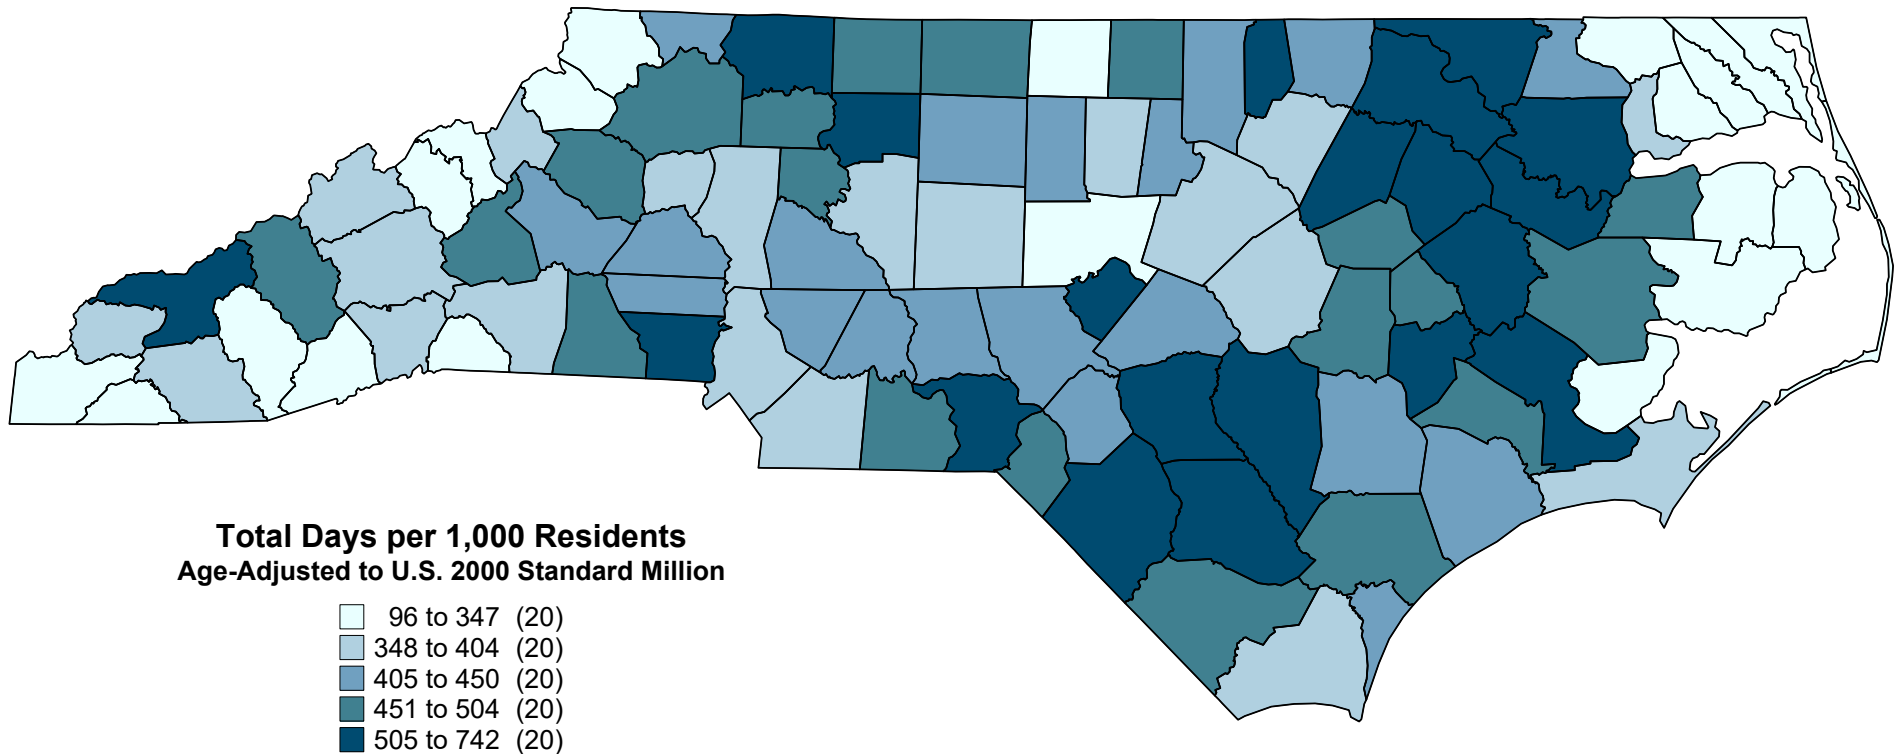 Total Days per 1,000 Residents
Age-Adjusted to U.S. 2000 Standard Million
96 to 347 (20)
348 to 404 (20)
405 to 450 (20)
451 to 504 (20)
505 to 742 (20)